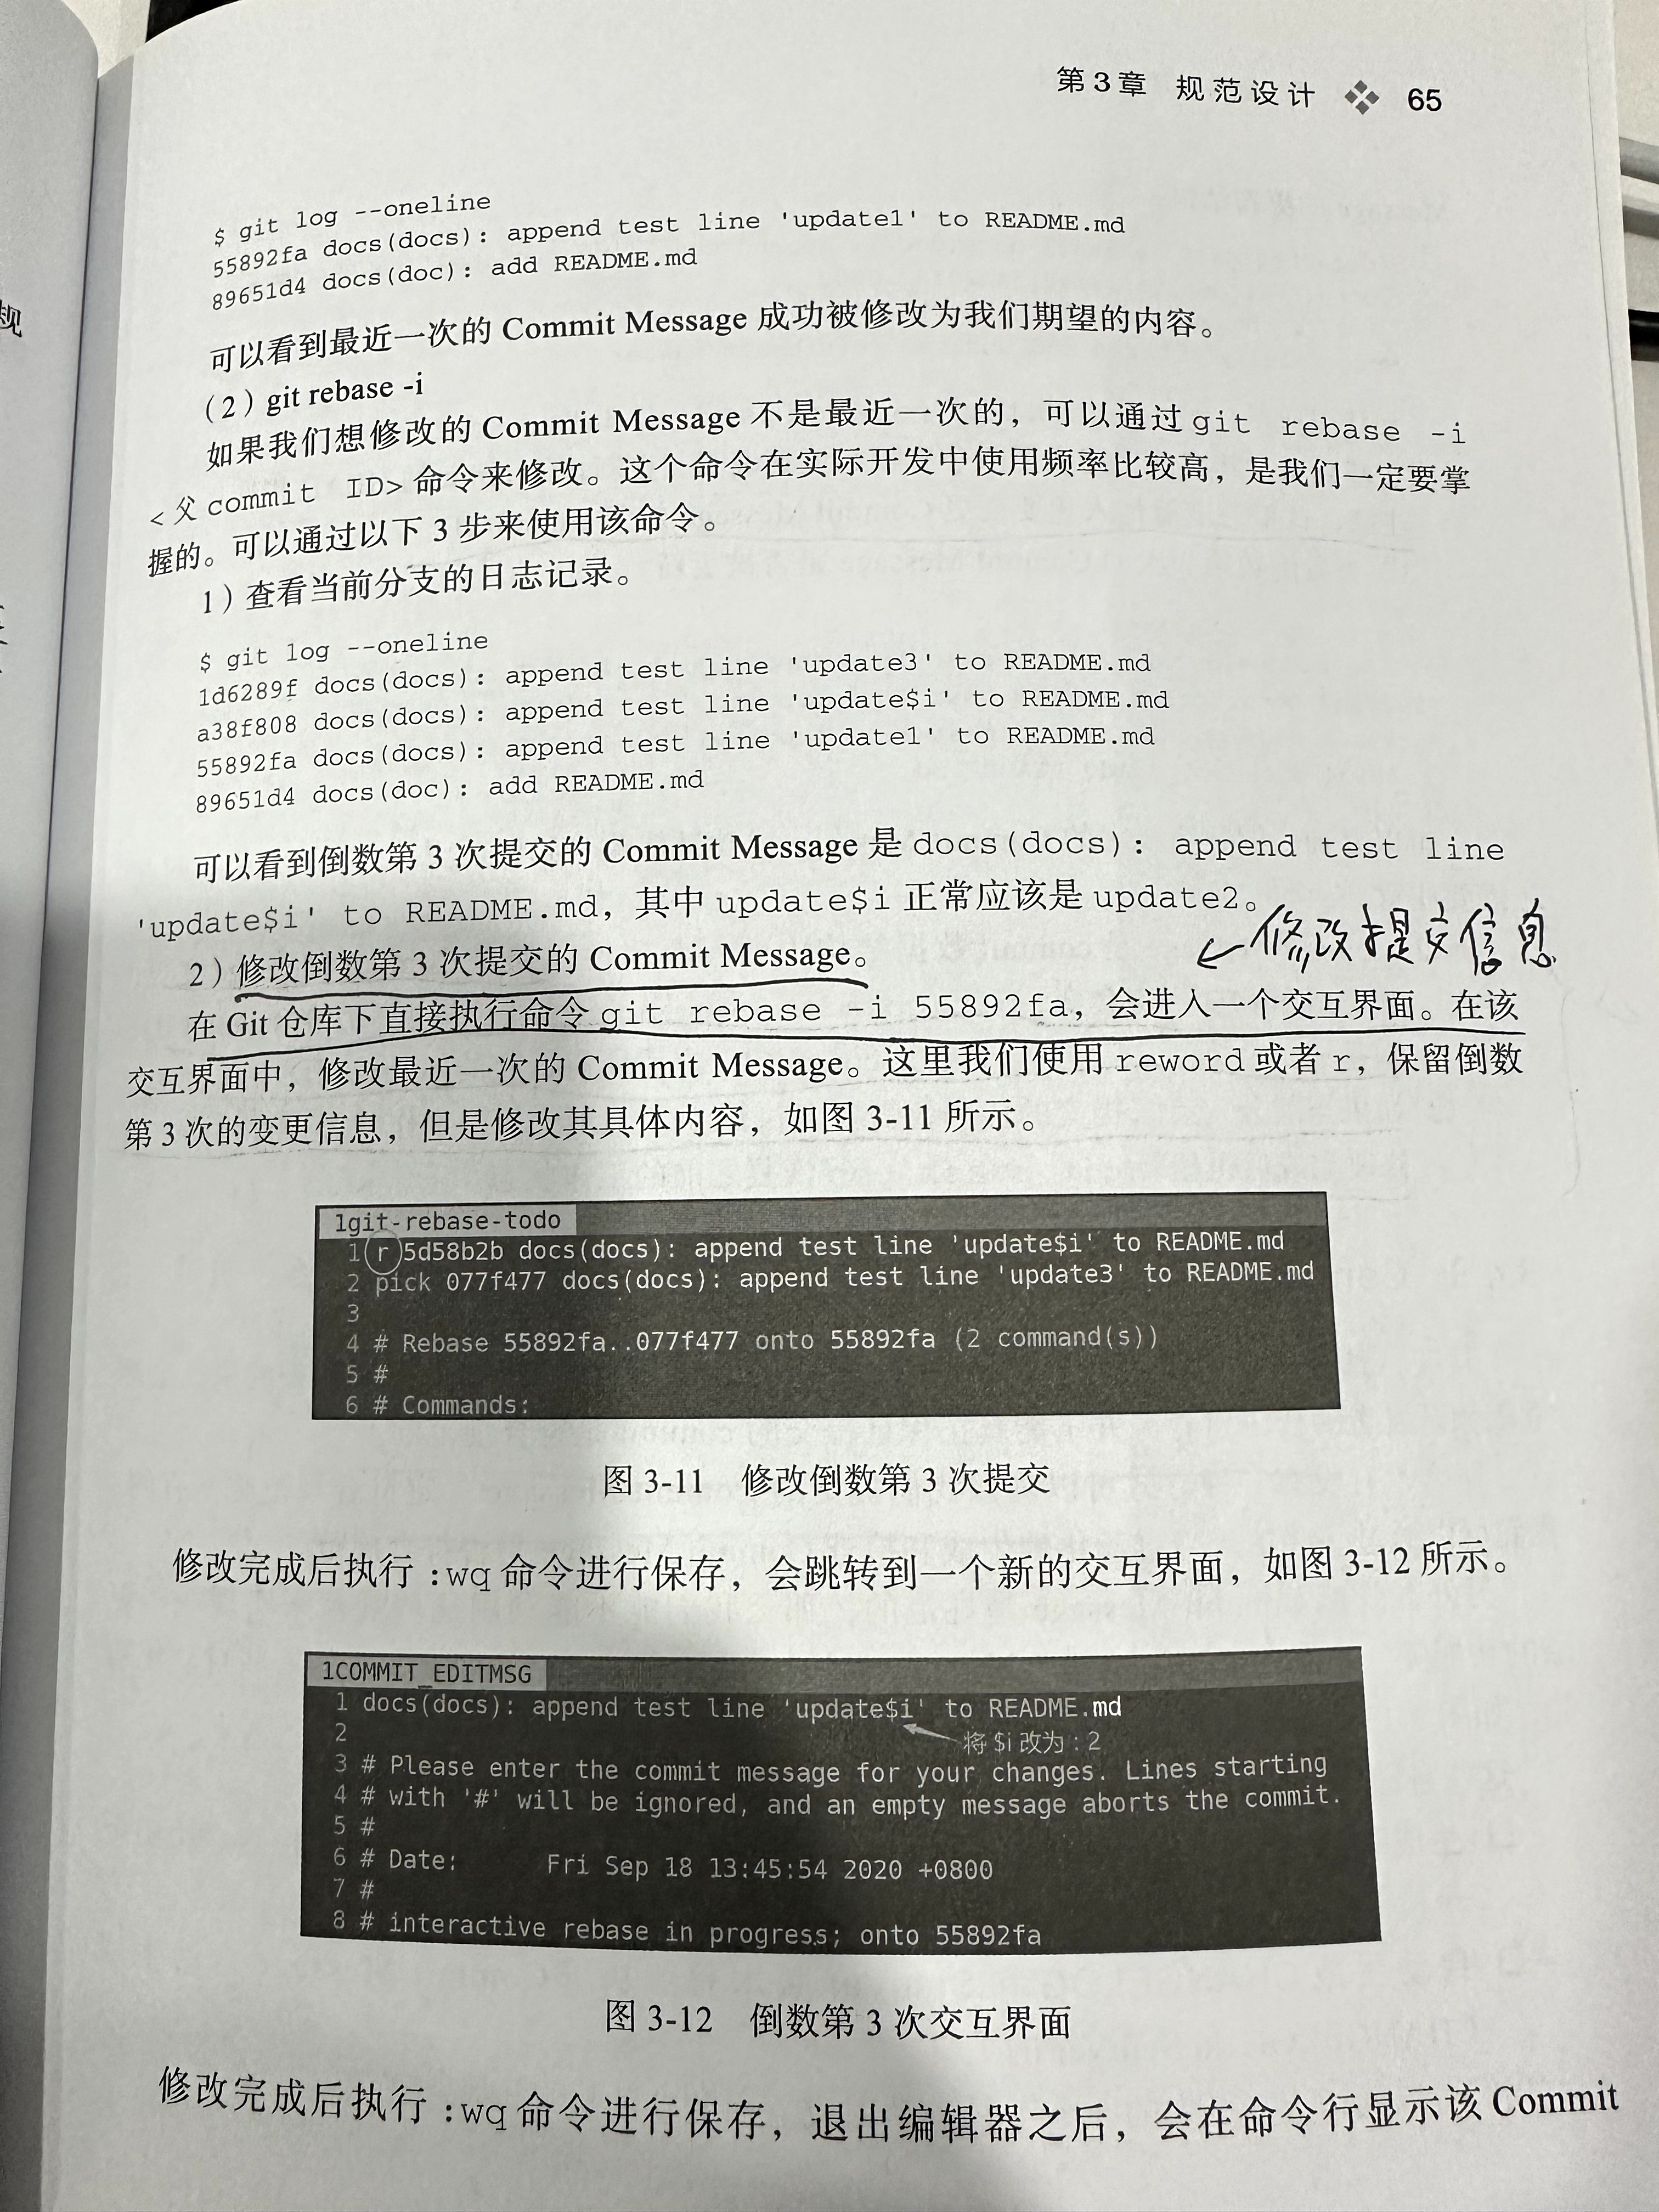 第3章 规范设计 65
$ git log --oneline
55892fa docs(docs): append test line 'update1' to README.md
89651d4 docs(doc): add README.md
可以看到最近一次的 Commit Message 成功被修改为我们期望的内容。
（2）git rebase -i
如果我们想修改的 Commit Message 不是最近一次的，可以通过 git rebase -i
<父 commit ID> 命令来修改。这个命令在实际开发中使用频率比较高，是我们一定要掌
握的。可以通过以下 3 步来使用该命令。
1）查看当前分支的日志记录。
$ git log --oneline
1d6289f docs(docs): append test line 'update3' to README.md
a38f808 docs(docs): append test line 'update$i' to README.md
55892fa docs(docs): append test line 'update1' to README.md
89651d4 docs(doc): add README.md
可以看到倒数第 3 次提交的 Commit Message 是 docs(docs): append test line
'update$i' to README.md，其中 update$i 正常应该是 update2。
←修改提交信息
2）修改倒数第 3 次提交的 Commit Message。
在 Git 仓库下直接执行命令 git rebase -i 55892fa，会进入一个交互界面。在该
交互界面中，修改最近一次的 Commit Message。这里我们使用 reword 或者 r，保留倒数
第 3 次的变更信息，但是修改其具体内容，如图 3-11 所示。
1git-rebase-todo
1 r 5d58b2b docs(docs): append test line 'update$i' to README.md
2 pick 077f477 docs(docs): append test line 'update3' to README.md
3
4 # Rebase 55892fa..077f477 onto 55892fa (2 command(s))
5 #
6 # Commands:
图 3-11 修改倒数第 3 次提交
修改完成后执行 :wq 命令进行保存，会跳转到一个新的交互界面，如图 3-12 所示。
1COMMIT_EDITMSG
1 docs(docs): append test line 'update$i' to README.md
2
将 $i 改为：2
3 # Please enter the commit message for your changes. Lines starting
4 # with '#' will be ignored, and an empty message aborts the commit.
5 #
6 # Date: Fri Sep 18 13:45:54 2020 +0800
7 #
8 # interactive rebase in progress; onto 55892fa
图 3-12 倒数第 3 次交互界面
修改完成后执行 :wq 命令进行保存，退出编辑器之后，会在命令行显示该 Commit